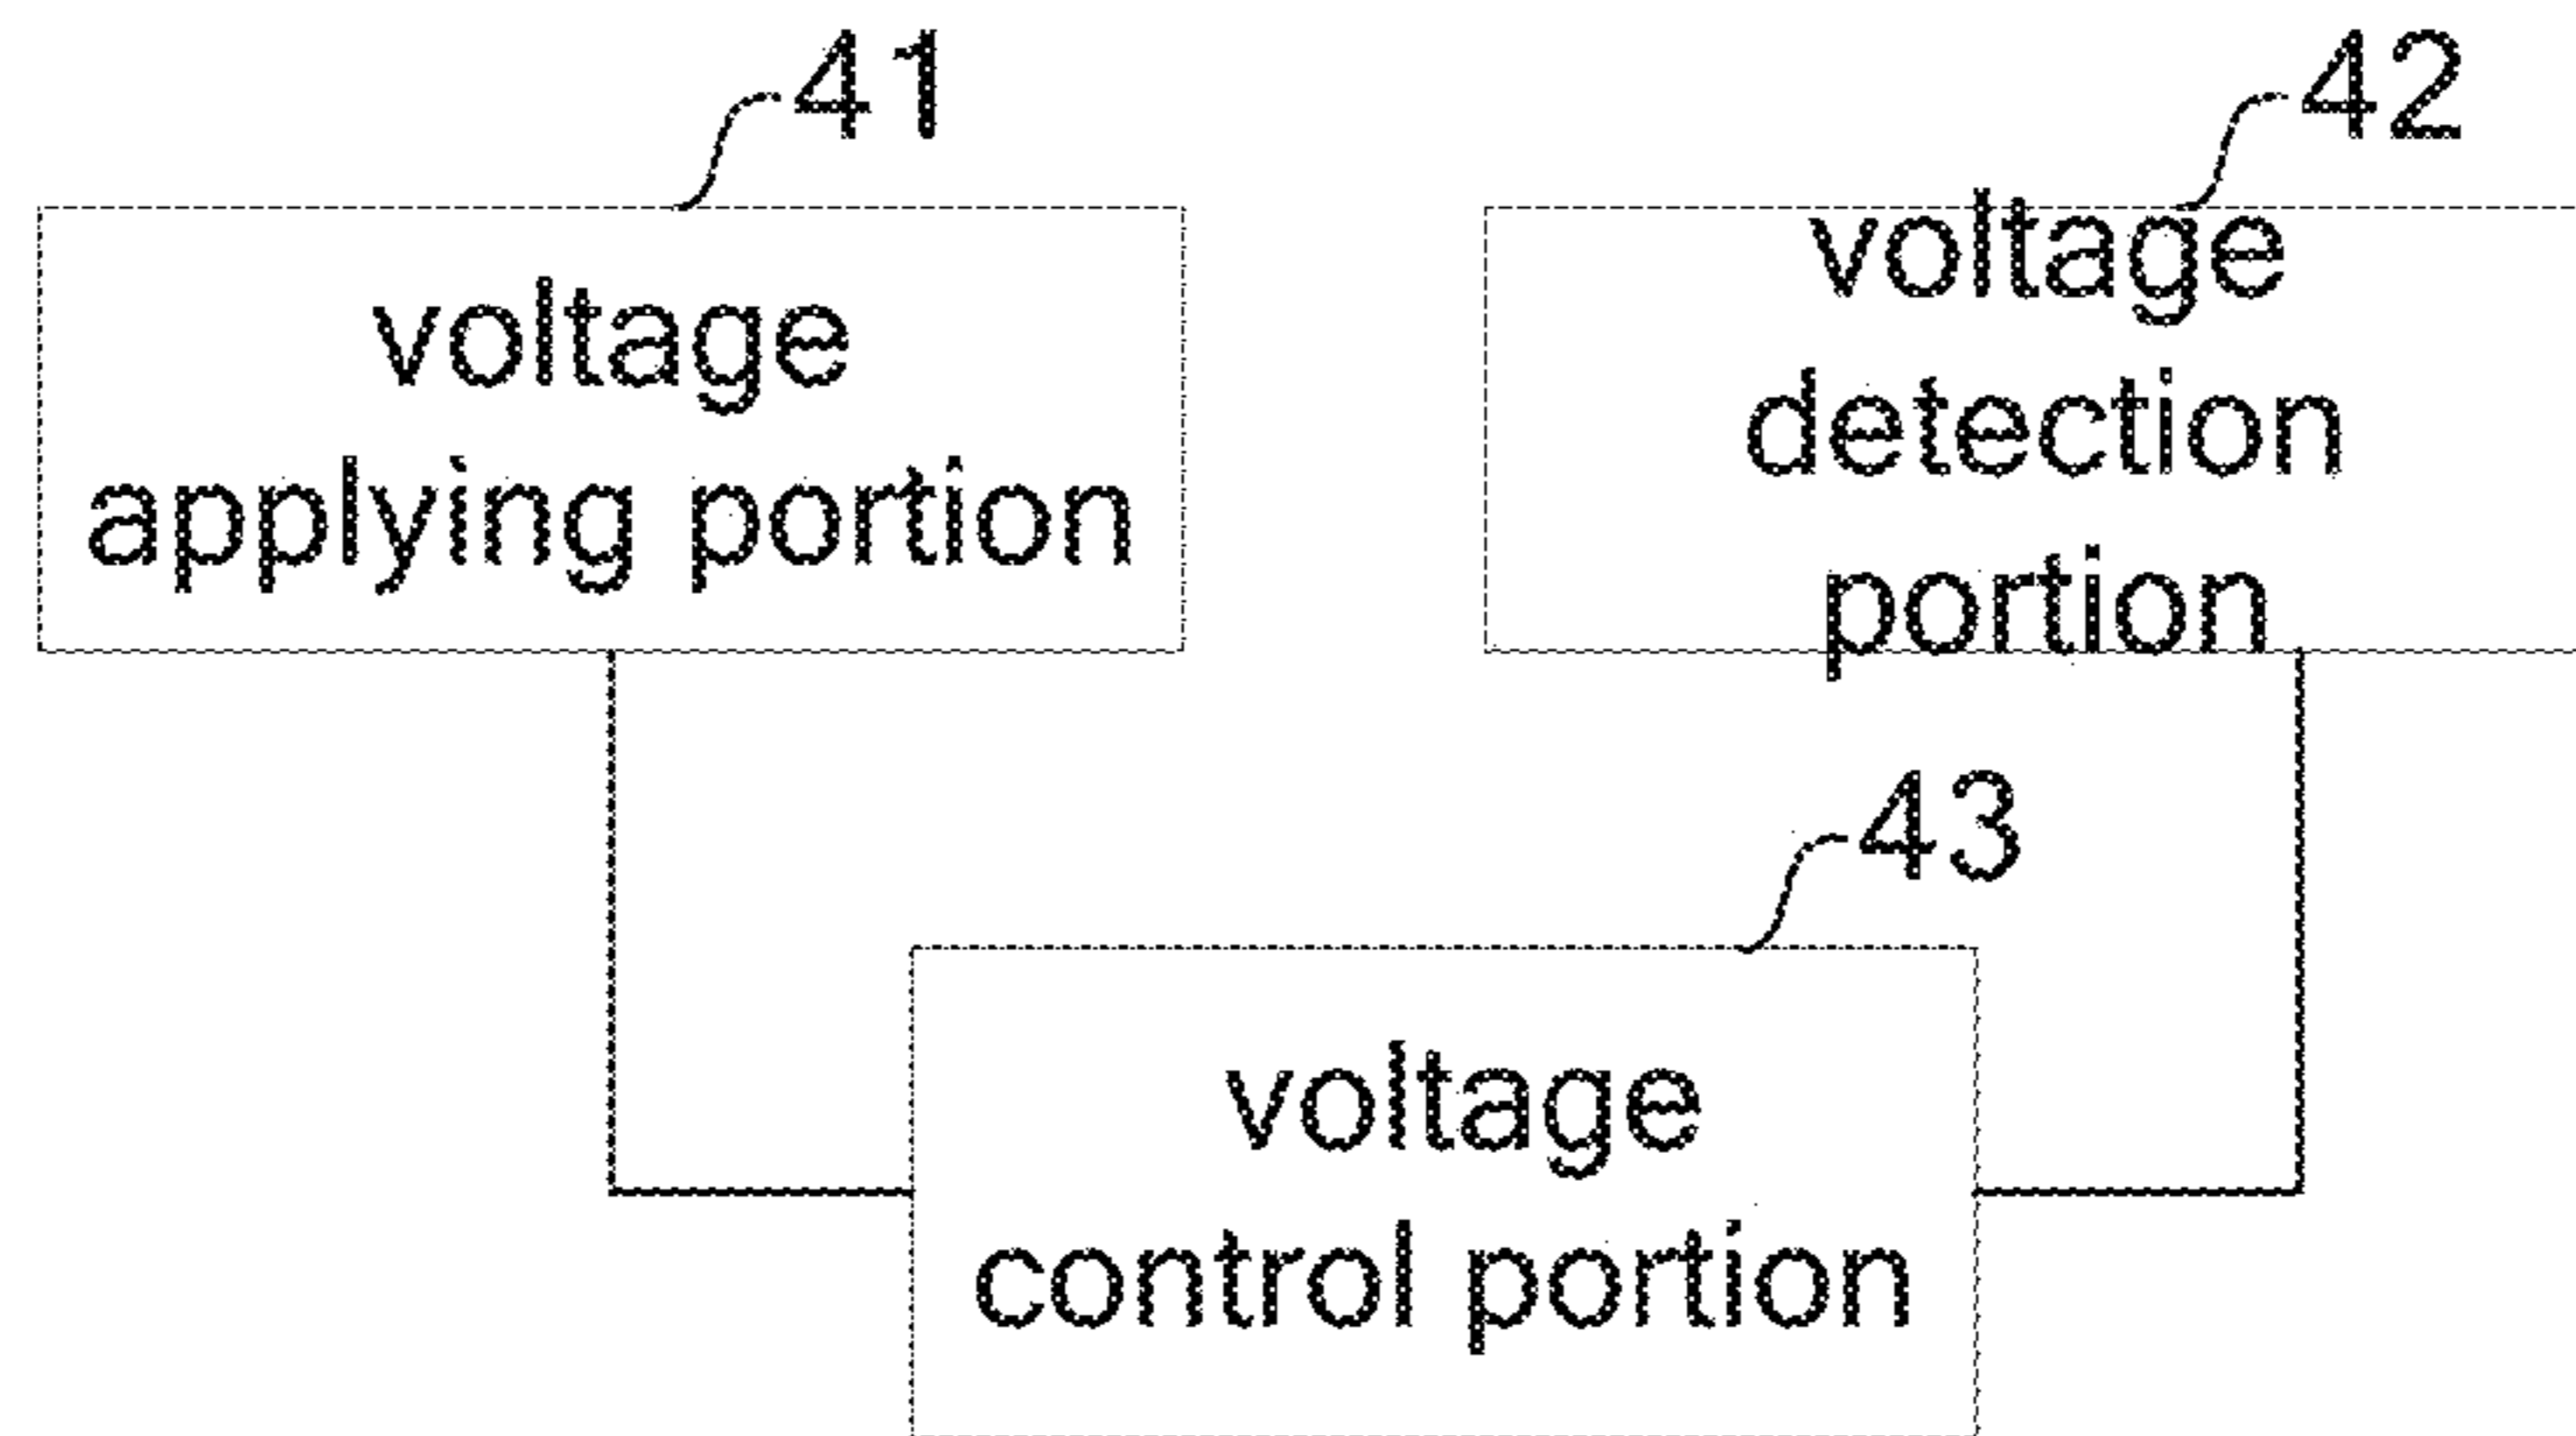 41
voltage
applying portion
42
voltage
detection
portion
43
voltage
control portion